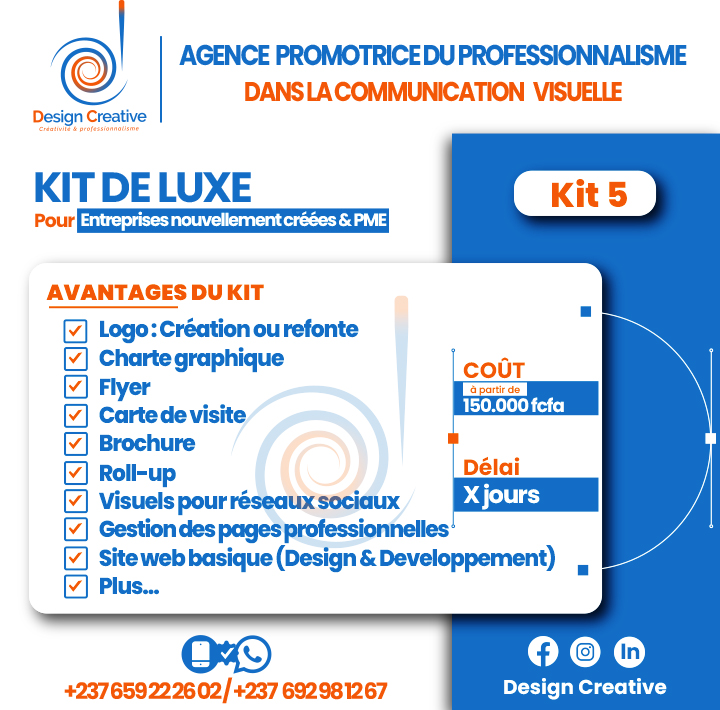 AGENCE PROMOTRICE DU PROFESSIONNALISME
DANS LA COMMUNICATION VISUELLE
Design Creative
Créativité & professionnalisme
KIT DE LUXE
Pour Entreprises nouvellement créées & PME
Kit 5
AVANTAGES DU KIT
Logo : Création ou refonte
Charte graphique
Flyer
Carte de visite
Brochure
Roll-up
Visuels pour réseaux sociaux
Gestion des pages professionnelles
Site web basique (Design & Developpement)
Plus...
COÛT
à partir de
150.000 fcfa
Délai
X jours
+237 659 22 26 02 / +237 692 98 12 67
Design Creative